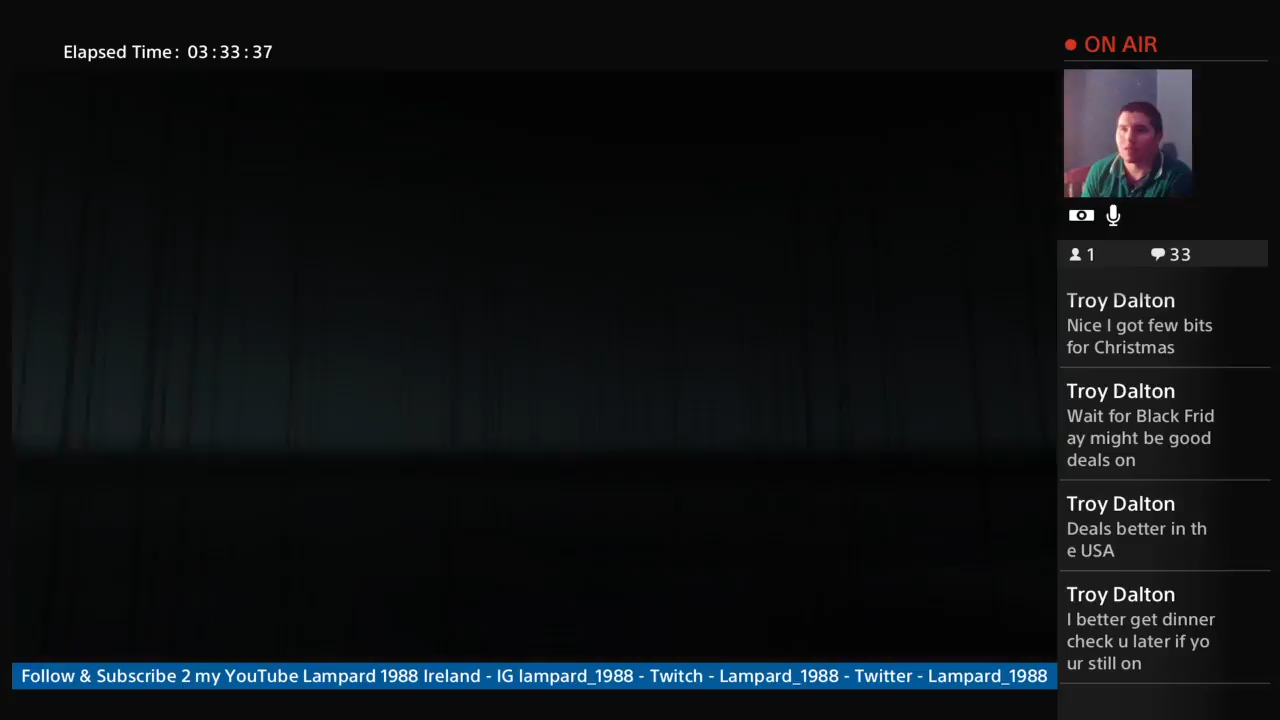 Elapsed Time: 03:33:37
ON AIR
1 33
Troy Dalton
Nice I got few bits
for Christmas
Troy Dalton
Wait for Black Frid
ay might be good
deals on
Troy Dalton
Deals better in th
e USA
Troy Dalton
I better get dinner
check u later if yo
ur still on
Follow & Subscribe 2 my YouTube Lampard 1988 Ireland - IG lampard_1988 - Twitch - Lampard_1988 - Twitter - Lampard_1988